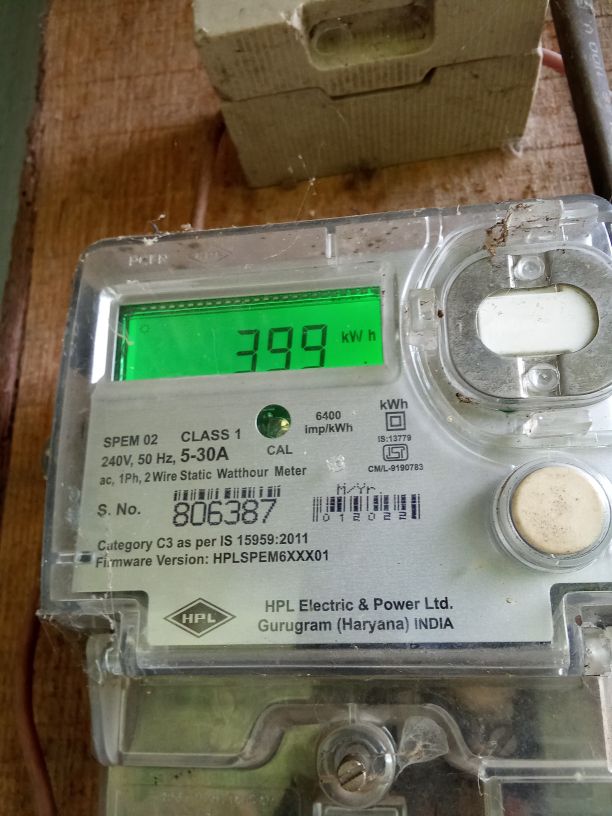 HPL
399 kWh
SPEM 02 CLASS 1
240V, 50 Hz, 5-30A
ac, 1Ph, 2 Wire Static Watthour Meter
CAL
6400
imp/kWh
kWh
IS:13779
ISI
CM/L-9190783
S. No. 806387
M/Yr
012022
Category C3 as per IS 15959:2011
Firmware Version: HPLSPEM6XXX01
HPL
HPL Electric & Power Ltd.
Gurugram (Haryana) INDIA